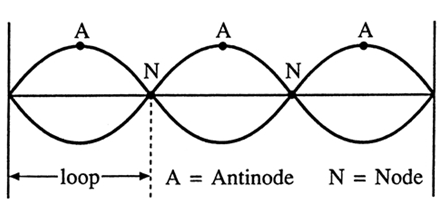 A A A
N N
loop A = Antinode N = Node